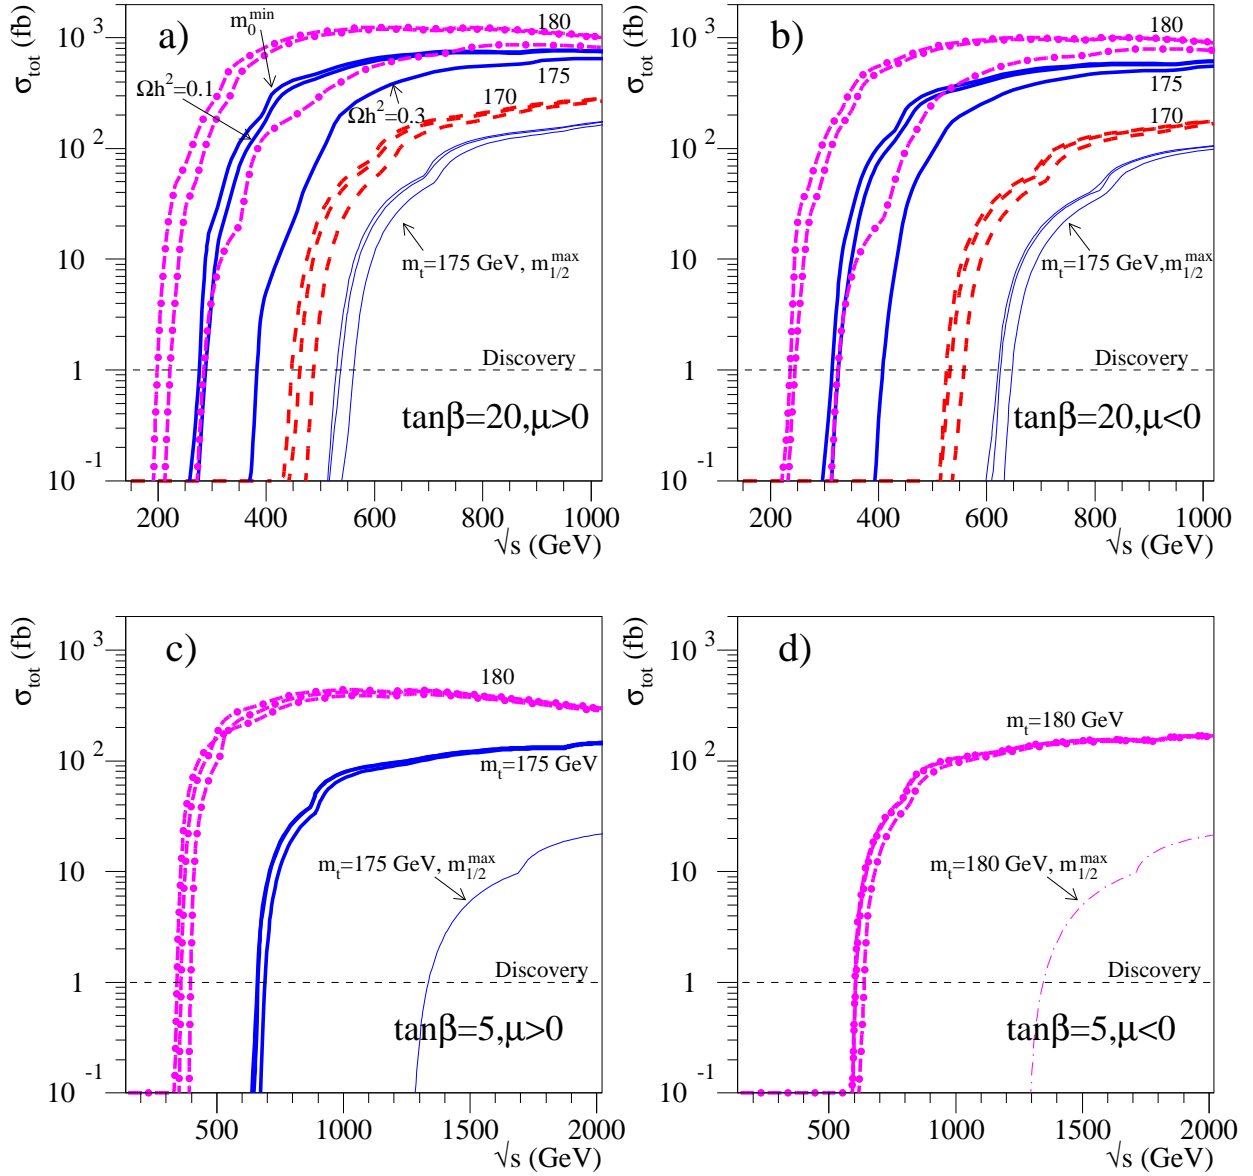 σtot (fb)
a)
m0min
180
Ωh2=0.1
175
Ωh2=0.3
170
mt=175 GeV, m1/2max
Discovery
tanβ=20,μ>0
10 3
10 2
10
1
10 -1
200 400 600 800 1000
√s (GeV)
σtot (fb)
b)
180
175
170
mt=175 GeV,m1/2max
Discovery
tanβ=20,μ<0
10 3
10 2
10
1
10 -1
200 400 600 800 1000
√s (GeV)
σtot (fb)
c)
180
mt=175 GeV
mt=175 GeV, m1/2max
Discovery
tanβ=5,μ>0
10 3
10 2
10
1
10 -1
500 1000 1500 2000
√s (GeV)
σtot (fb)
d)
mt=180 GeV
mt=180 GeV, m1/2max
Discovery
tanβ=5,μ<0
10 3
10 2
10
1
10 -1
500 1000 1500 2000
√s (GeV)